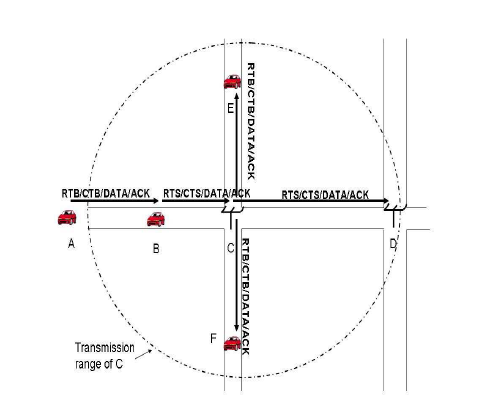 RTB/CTB/DATA/ACK
E
RTB/CTB/DATA/ACK
RTS/CTS/DATA/ACK
RTS/CTS/DATA/ACK
A
B
C
D
RTB/CTB/DATA/ACK
F
Transmission
range of C